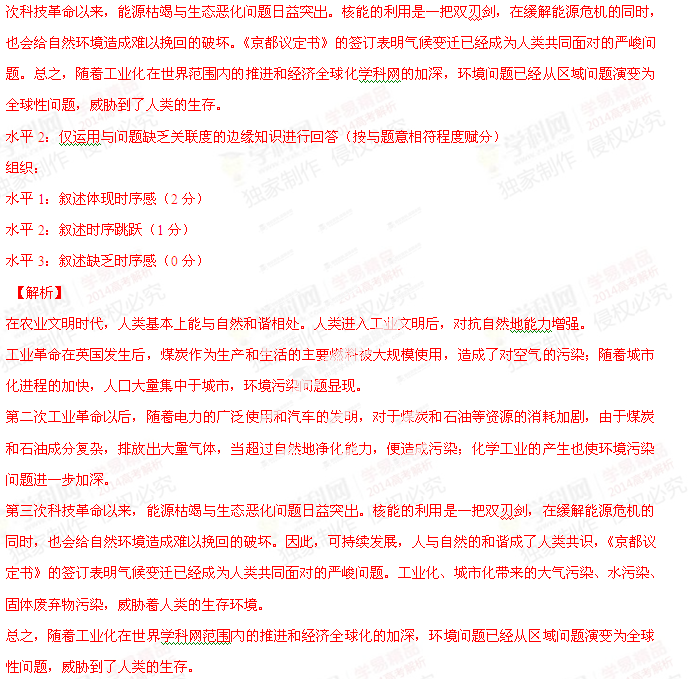 次科技革命以来，能源枯竭与生态恶化问题日益突出。核能的利用是一把双刃剑，在缓解能源危机的同时，
也会给自然环境造成难以挽回的破坏。《京都议定书》的签订表明气候变迁已经成为人类共同面对的严峻问
题。总之，随着工业化在世界范围内的推进和经济全球化学科网的加深，环境问题已经从区域问题演变为
全球性问题，威胁到了人类的生存。
水平 2：仅运用与问题缺乏关联度的边缘知识进行回答（按与题意相符程度赋分）
组织：
水平 1：叙述体现时序感（2 分）
水平 2：叙述时序跳跃（1 分）
水平 3：叙述缺乏时序感（0 分）
【解析】
在农业文明时代，人类基本上能与自然和谐相处。人类进入工业文明后，对抗自然地能力增强。
工业革命在英国发生后，煤炭作为生产和生活的主要燃料被大规模使用，造成了对空气的污染；随着城市
化进程的加快，人口大量集中于城市，环境污染问题显现。
第二次工业革命以后，随着电力的广泛使用和汽车的发明，对于煤炭和石油等资源的消耗加剧，由于煤炭
和石油成分复杂，排放出大量气体，当超过自然地净化能力，便造成污染；化学工业的产生也使环境污染
问题进一步加深。
第三次科技革命以来，能源枯竭与生态恶化问题日益突出。核能的利用是一把双刃剑，在缓解能源危机的
同时，也会给自然环境造成难以挽回的破坏。因此，可持续发展，人与自然的和谐成了人类共识，《京都议
定书》的签订表明气候变迁已经成为人类共同面对的严峻问题。工业化、城市化带来的大气污染、水污染、
固体废弃物污染，威胁着人类的生存环境。
总之，随着工业化在世界学科网范围内的推进和经济全球化的加深，环境问题已经从区域问题演变为全球
性问题，威胁到了人类的生存。